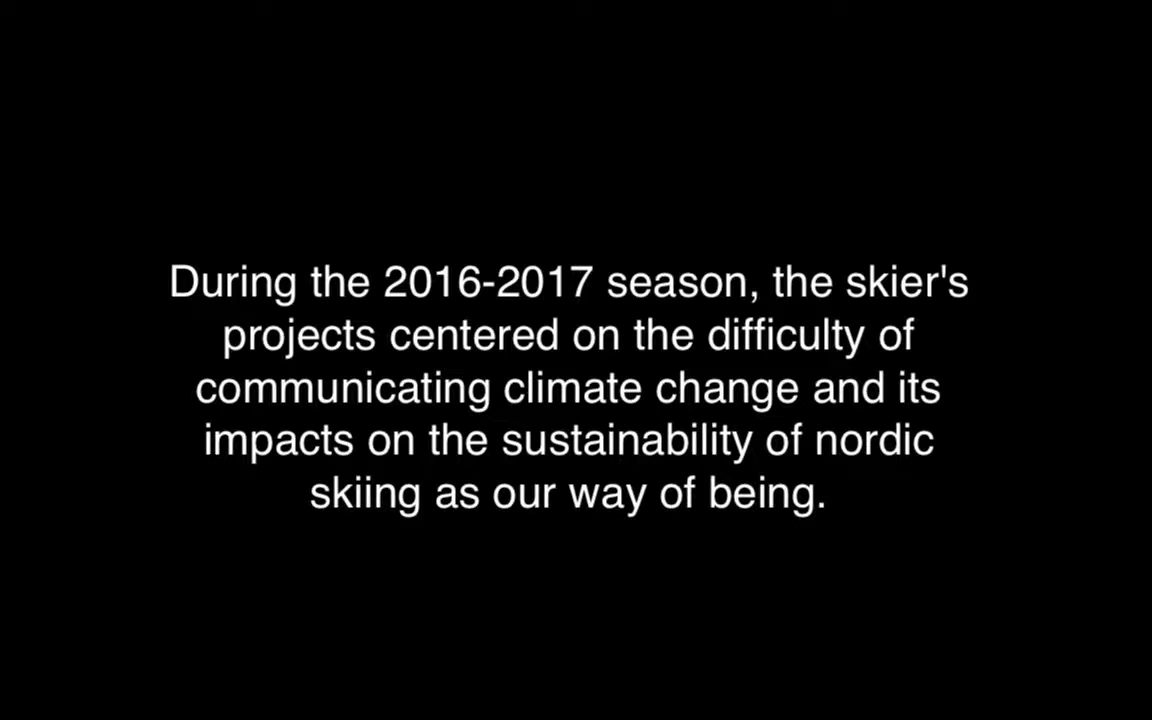 During the 2016-2017 season, the skier's
projects centered on the difficulty of
communicating climate change and its
impacts on the sustainability of nordic
skiing as our way of being.